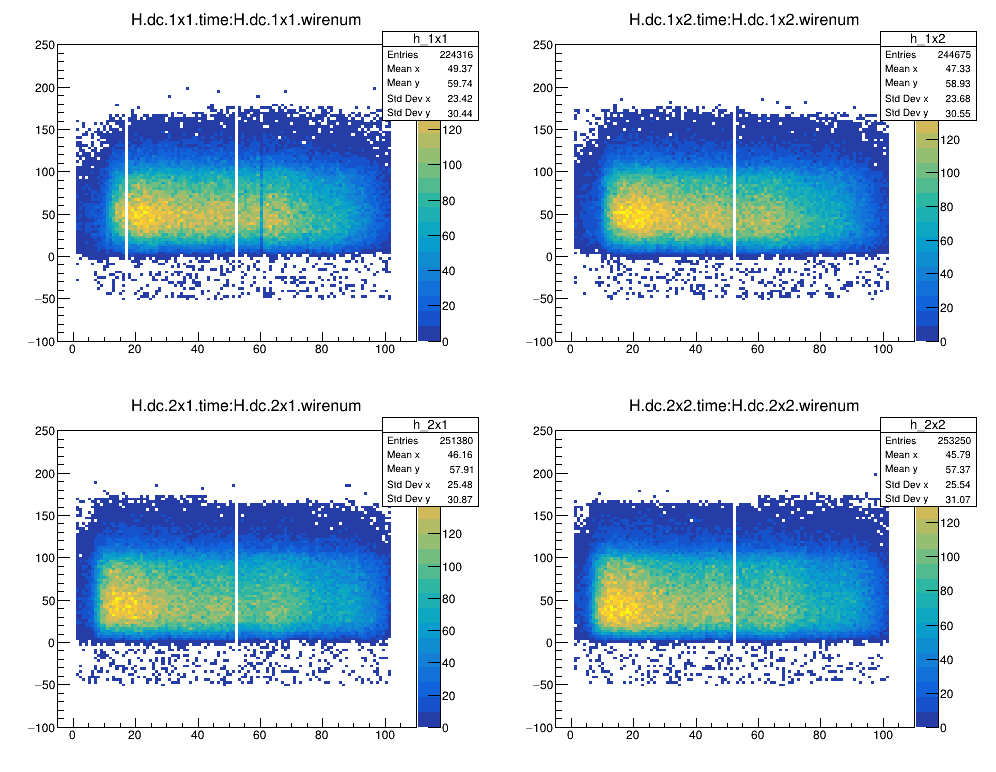 H.dc.1x1.time:H.dc.1x1.wirenum
h_1x1
Entries 224316
Mean x 49.37
Mean y 59.74
Std Dev x 23.42
Std Dev y 30.44
250
200
150
100
50
0
−50
−100
0 20 40 60 80 100
120
100
80
60
40
20
0
H.dc.1x2.time:H.dc.1x2.wirenum
h_1x2
Entries 244675
Mean x 47.33
Mean y 58.93
Std Dev x 23.68
Std Dev y 30.55
250
200
150
100
50
0
−50
−100
0 20 40 60 80 100
120
100
80
60
40
20
0
H.dc.2x1.time:H.dc.2x1.wirenum
h_2x1
Entries 251380
Mean x 46.16
Mean y 57.91
Std Dev x 25.48
Std Dev y 30.87
250
200
150
100
50
0
−50
−100
0 20 40 60 80 100
120
100
80
60
40
20
0
H.dc.2x2.time:H.dc.2x2.wirenum
h_2x2
Entries 253250
Mean x 45.79
Mean y 57.37
Std Dev x 25.54
Std Dev y 31.07
250
200
150
100
50
0
−50
−100
0 20 40 60 80 100
120
100
80
60
40
20
0